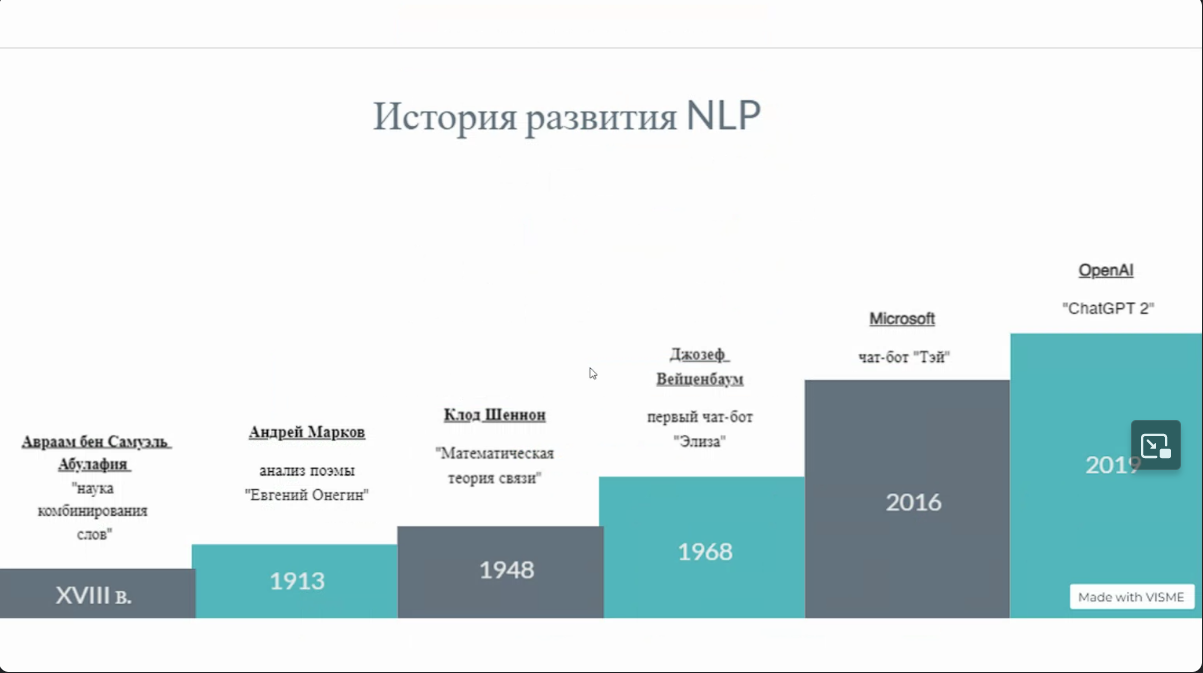 История развития NLP
Авраам бен Самуэль
Абулафия
"наука
комбинирования
слов"
XVIII в.
Андрей Марков
анализ поэмы
"Евгений Онегин"
1913
Клод Шеннон
"Математическая
теория связи"
1948
Джозеф
Вейценбаум
первый чат-бот
"Элиза"
1968
Microsoft
чат-бот "Тэй"
2016
OpenAI
"ChatGPT 2"
2019
Made with VISME